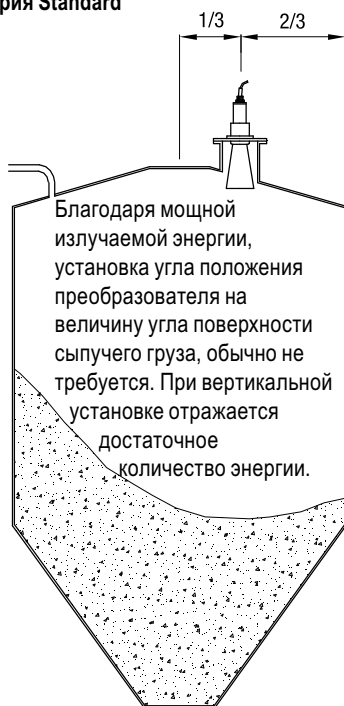 рия Standard
1/3 2/3
Благодаря мощной
излучаемой энергии,
установка угла положения
преобразователя на
величину угла поверхности
сыпучего груза, обычно не
требуется. При вертикальной
установке отражается
достаточное
количество энергии.